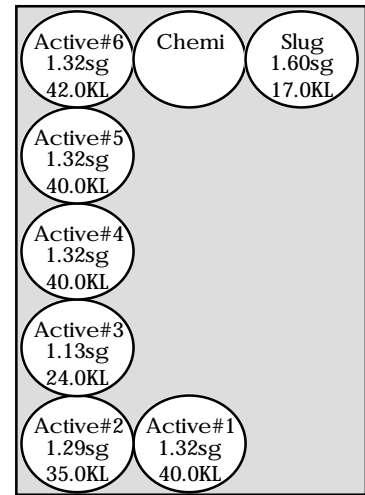 Active#6
1.32sg
42.0KL
Chemi
Slug
1.60sg
17.0KL
Active#5
1.32sg
40.0KL
Active#4
1.32sg
40.0KL
Active#3
1.13sg
24.0KL
Active#2
1.29sg
35.0KL
Active#1
1.32sg
40.0KL